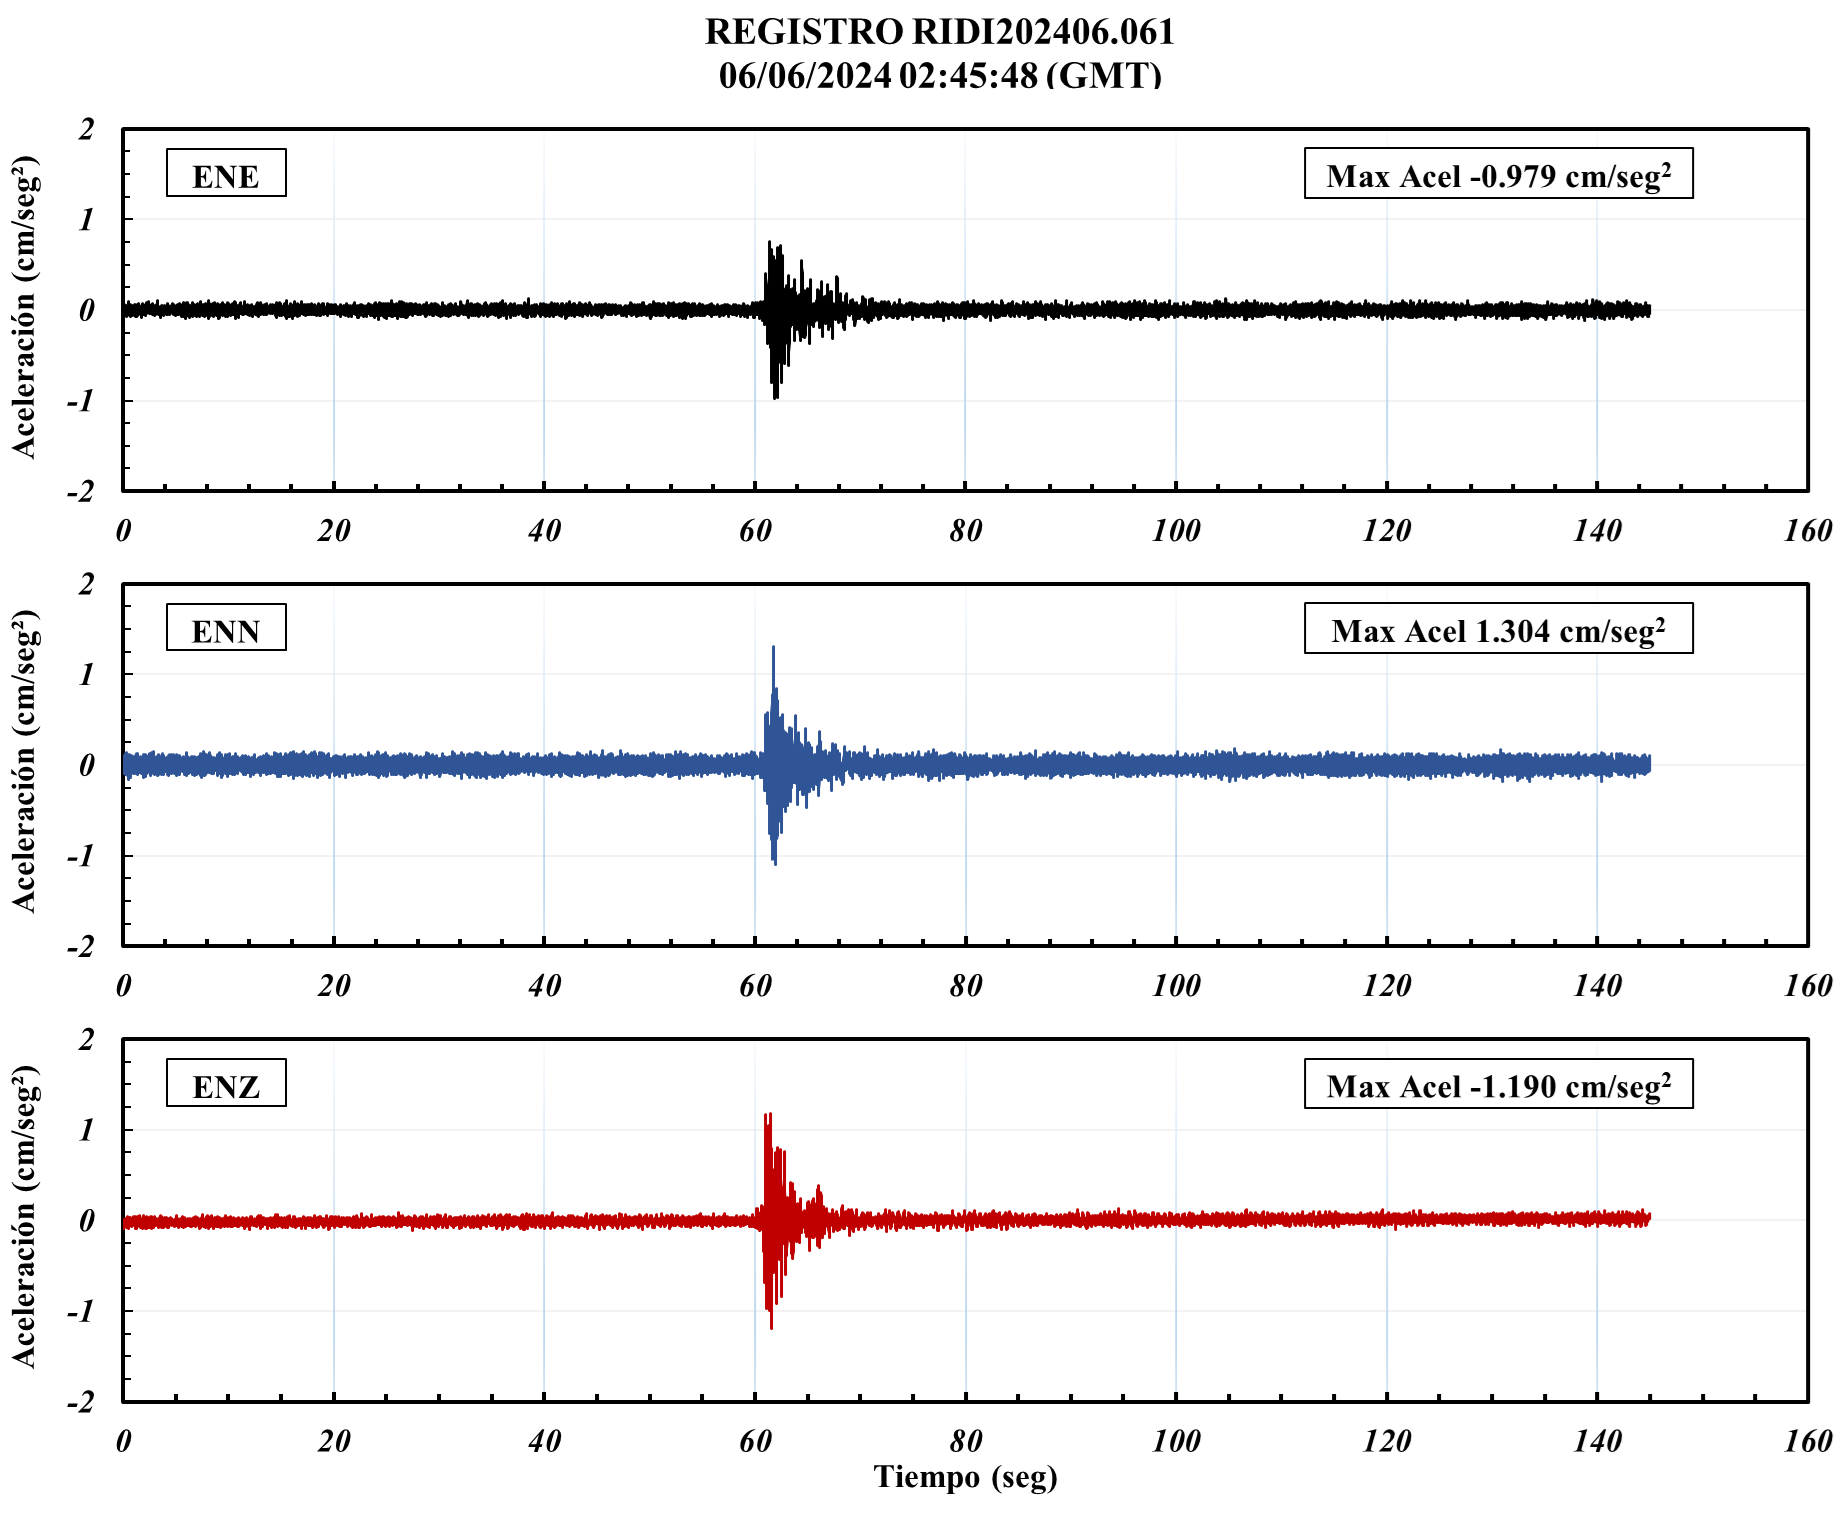 REGISTRO RIDI202406.061
06/06/2024 02:45:48 (GMT)
Aceleración (cm/seg²)
2
1
0
-1
-2
ENE
Max Acel -0.979 cm/seg²
0 20 40 60 80 100 120 140 160
Aceleración (cm/seg²)
2
1
0
-1
-2
ENN
Max Acel 1.304 cm/seg²
0 20 40 60 80 100 120 140 160
Aceleración (cm/seg²)
2
1
0
-1
-2
ENZ
Max Acel -1.190 cm/seg²
0 20 40 60 80 100 120 140 160
Tiempo (seg)